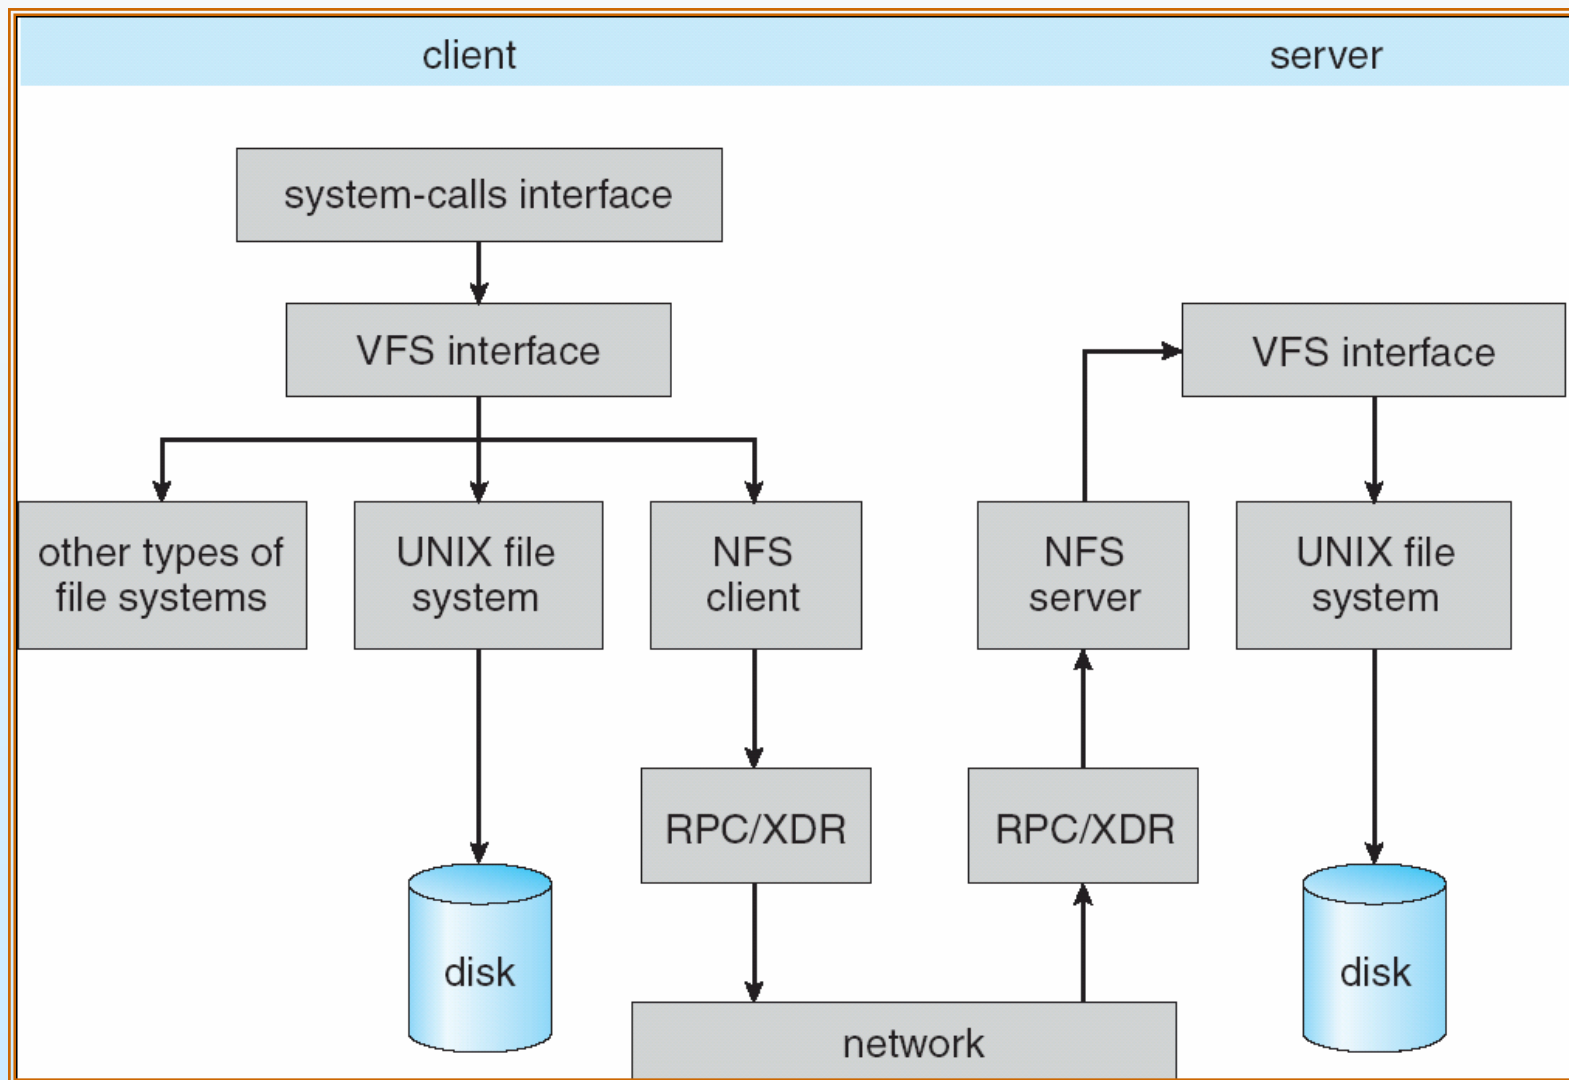 client
server
system-calls interface
VFS interface
VFS interface
other types of
file systems
UNIX file
system
NFS
client
NFS
server
UNIX file
system
RPC/XDR
RPC/XDR
disk
disk
network